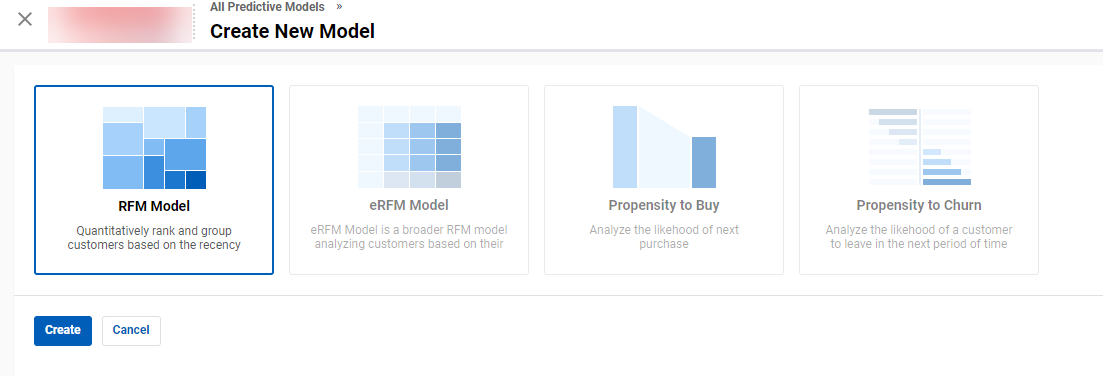 All Predictive Models »
Create New Model
RFM Model
Quantitatively rank and group
customers based on the recency
eRFM Model
eRFM Model is a broader RFM model
analyzing customers based on their
Propensity to Buy
Analyze the likehood of next
purchase
Propensity to Churn
Analyze the likehood of a customer
to leave in the next period of time
Create
Cancel